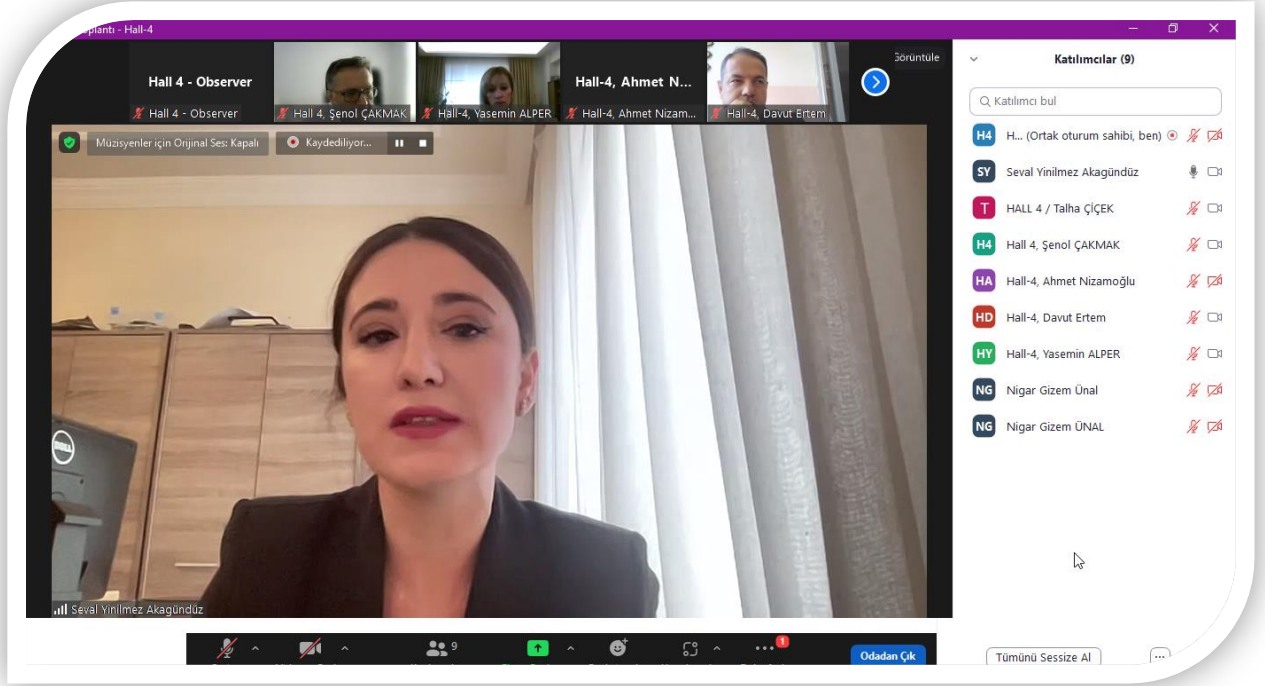 plantı - Hall-4
Hall 4 - Observer
Hall 4 - Observer
Hall 4, Şenol ÇAKMAK
Hall-4, Yasemin ALPER
Hall-4, Ahmet N...
Hall-4, Ahmet Nizam...
Hall-4, Davut Ertem
Görüntüle
Müzisyenler için Orijinal Ses: Kapalı
Kaydediliyor...
DELL
Seval Yinilmez Akagündüz
9
1
Odadan Çık
Katılımcılar (9)
Katılımcı bul
H4 H... (Ortak oturum sahibi, ben)
SY Seval Yinilmez Akagündüz
T HALL 4 / Talha ÇİÇEK
H4 Hall 4, Şenol ÇAKMAK
HA Hall-4, Ahmet Nizamoğlu
HD Hall-4, Davut Ertem
HY Hall-4, Yasemin ALPER
NG Nigar Gizem Ünal
NG Nigar Gizem ÜNAL
Tümünü Sessize Al
...